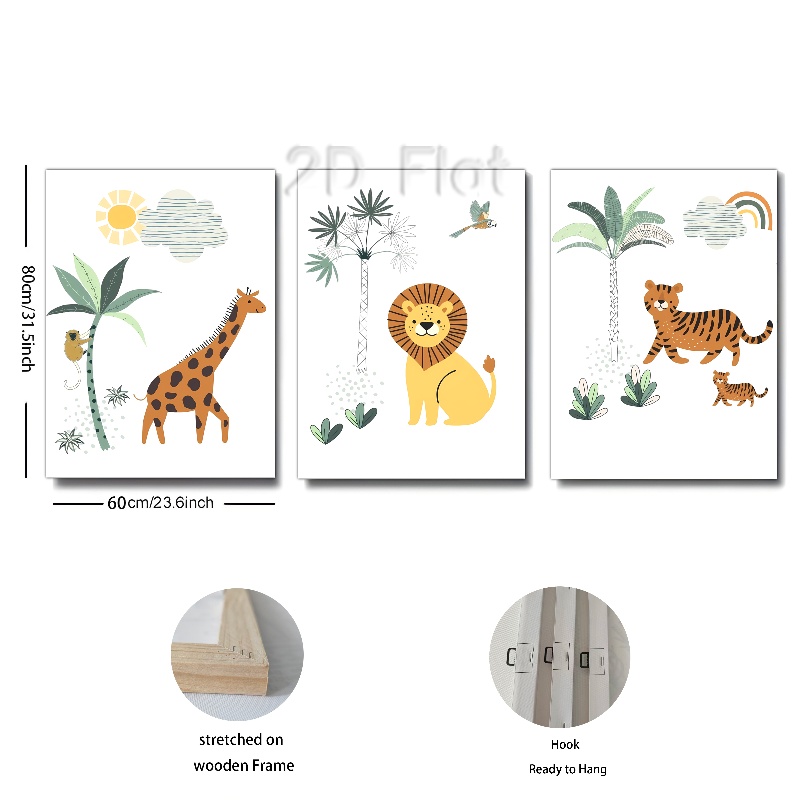 2D Flat
80cm/31.5inch
60cm/23.6inch
stretched on
wooden Frame
Hook
Ready to Hang